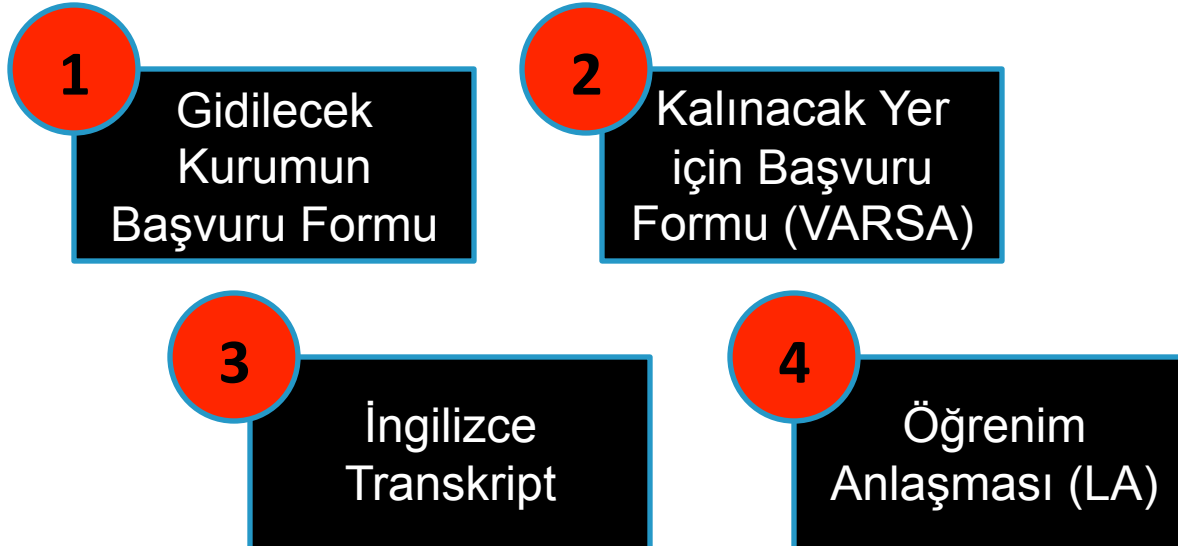 1
Gidilecek
Kurumun
Başvuru Formu
2
Kalınacak Yer
için Başvuru
Formu (VARSA)
3
İngilizce
Transkript
4
Öğrenim
Anlaşması (LA)